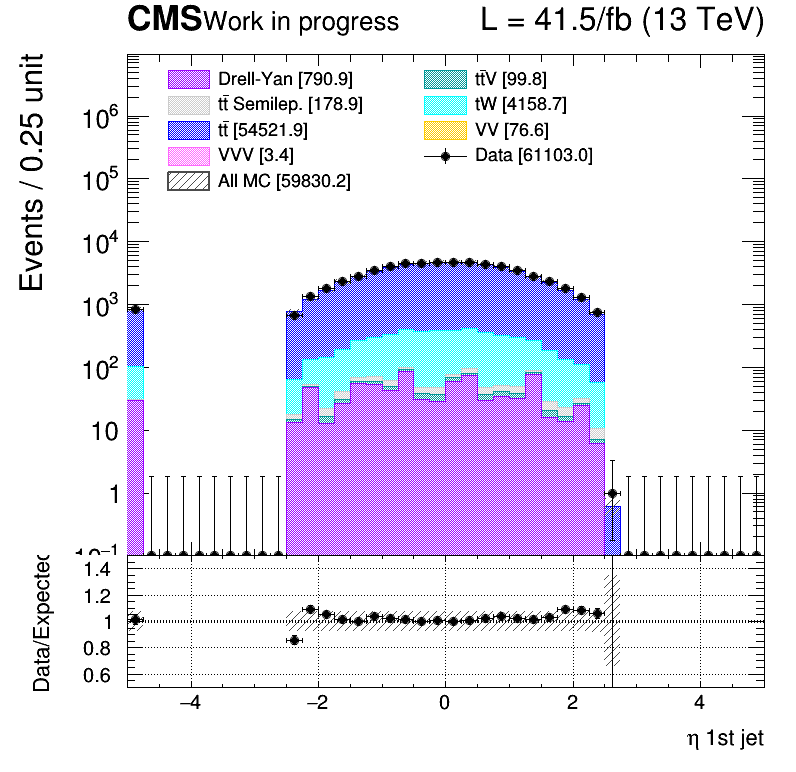 CMS Work in progress L = 41.5/fb (13 TeV)
Events / 0.25 unit
Drell-Yan [790.9] tt̄V [99.8]
tt̄ Semilep. [178.9] tW [4158.7]
tt̄ [54521.9] VV [76.6]
VVV [3.4] Data [61103.0]
All MC [59830.2]
10⁶
10⁵
10⁴
10³
10²
10
1
10⁻¹
Data/Expected
1.4
1.2
1
0.8
0.6
−4 −2 0 2 4
η 1st jet